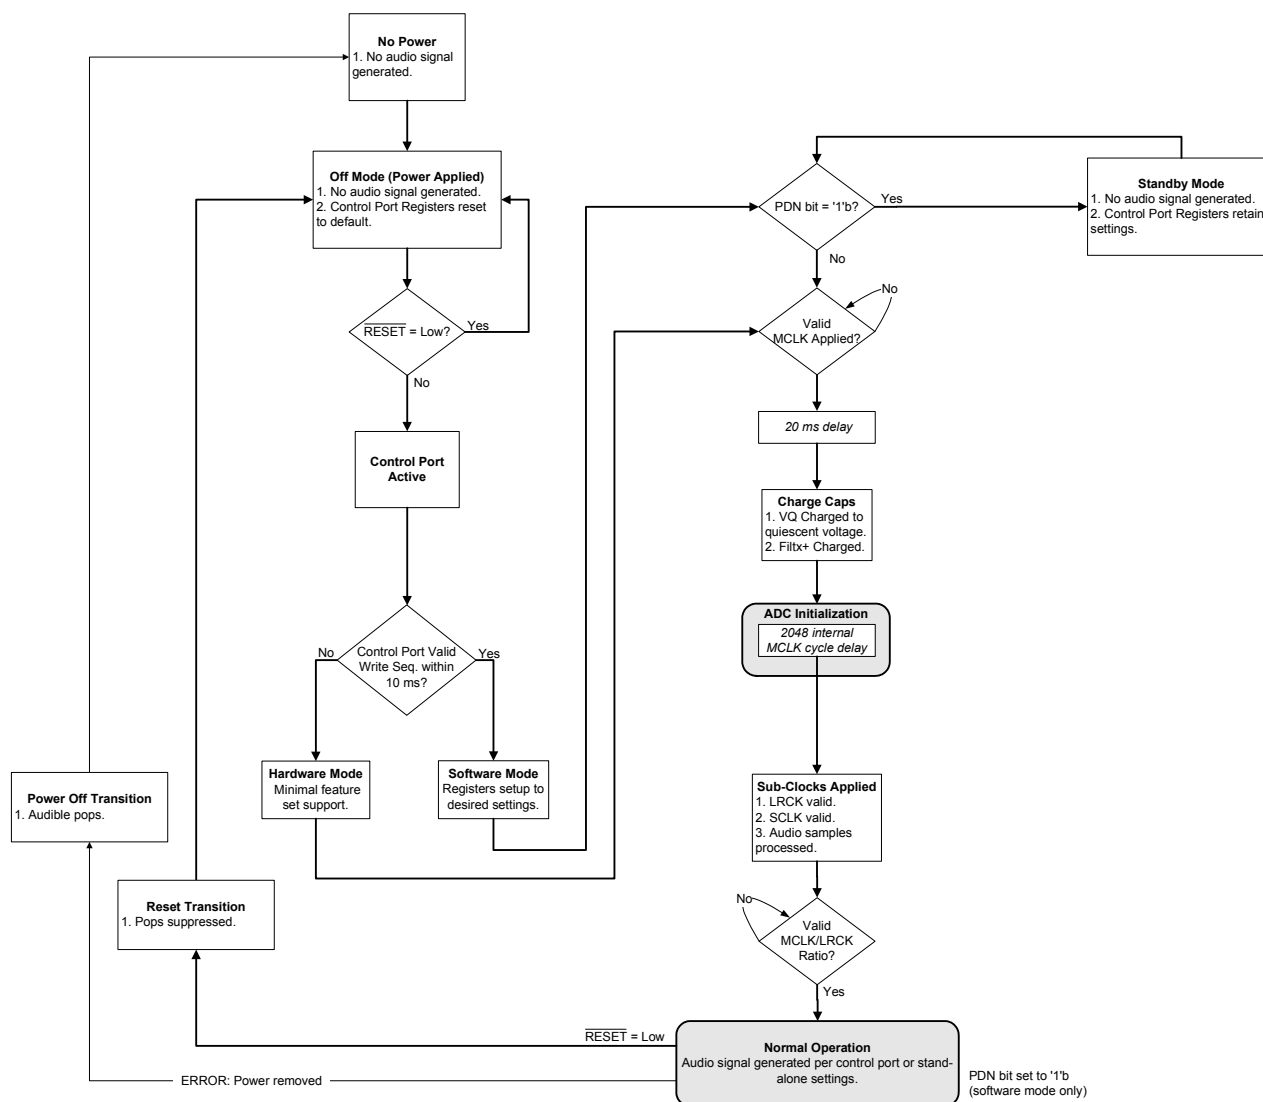 No Power
1. No audio signal
generated.
Off Mode (Power Applied)
1. No audio signal generated.
2. Control Port Registers reset
to default.
RESET = Low?
Yes
No
Control Port
Active
Control Port Valid
Write Seq. within
10 ms?
No
Yes
Hardware Mode
Minimal feature
set support.
Software Mode
Registers setup to
desired settings.
Power Off Transition
1. Audible pops.
Reset Transition
1. Pops suppressed.
PDN bit = '1'b?
Yes
No
Standby Mode
1. No audio signal generated.
2. Control Port Registers retain
settings.
Valid
MCLK Applied?
No
20 ms delay
Charge Caps
1. VQ Charged to
quiescent voltage.
2. Filtx+ Charged.
ADC Initialization
2048 internal
MCLK cycle delay
Sub-Clocks Applied
1. LRCK valid.
2. SCLK valid.
3. Audio samples
processed.
No
Valid
MCLK/LRCK
Ratio?
Yes
RESET = Low
Normal Operation
Audio signal generated per control port or stand-
alone settings.
ERROR: Power removed
PDN bit set to '1'b
(software mode only)